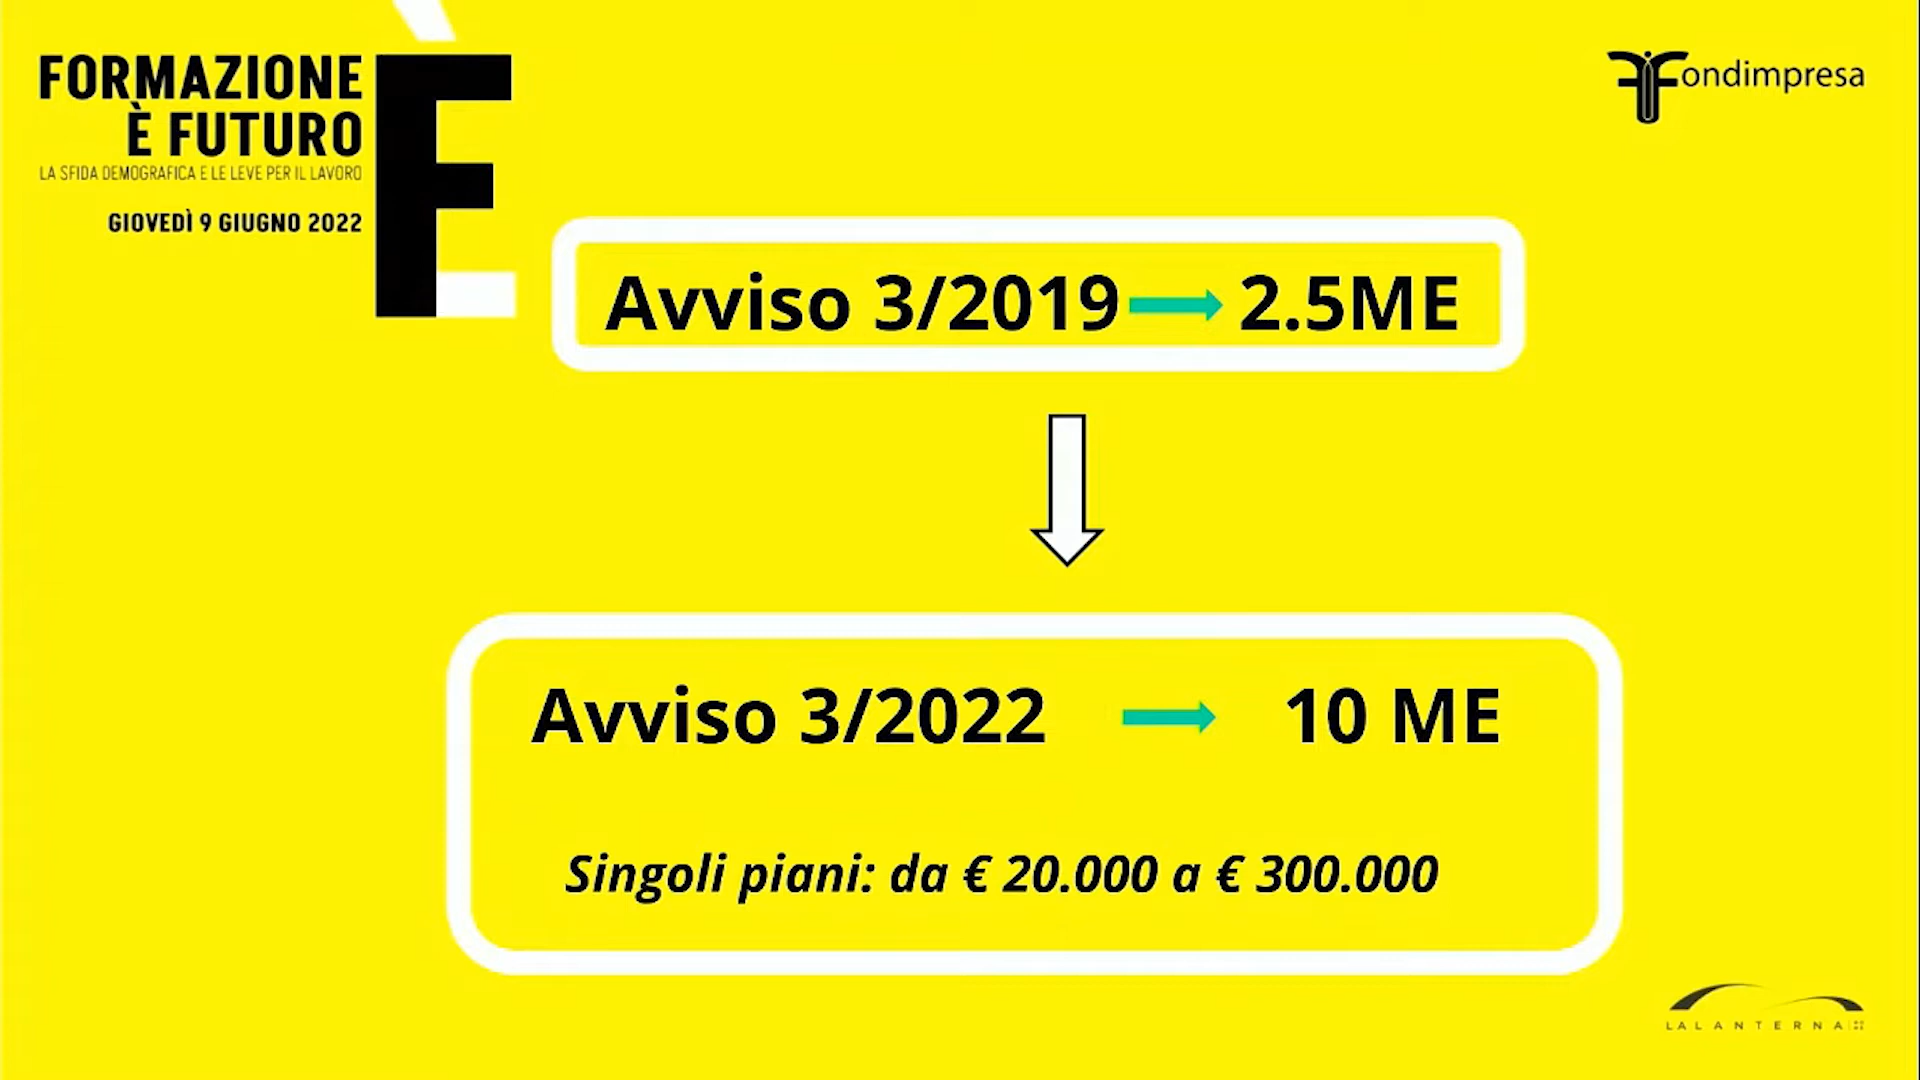 FORMAZIONE
È FUTURO
LA SFIDA DEMOGRAFICA E LE LEVE PER IL LAVORO
GIOVEDÌ 9 GIUGNO 2022
È
Fondimpresa
Avviso 3/2019 2.5ME
Avviso 3/2022 10 ME
Singoli piani: da € 20.000 a € 300.000
LALANTERNA